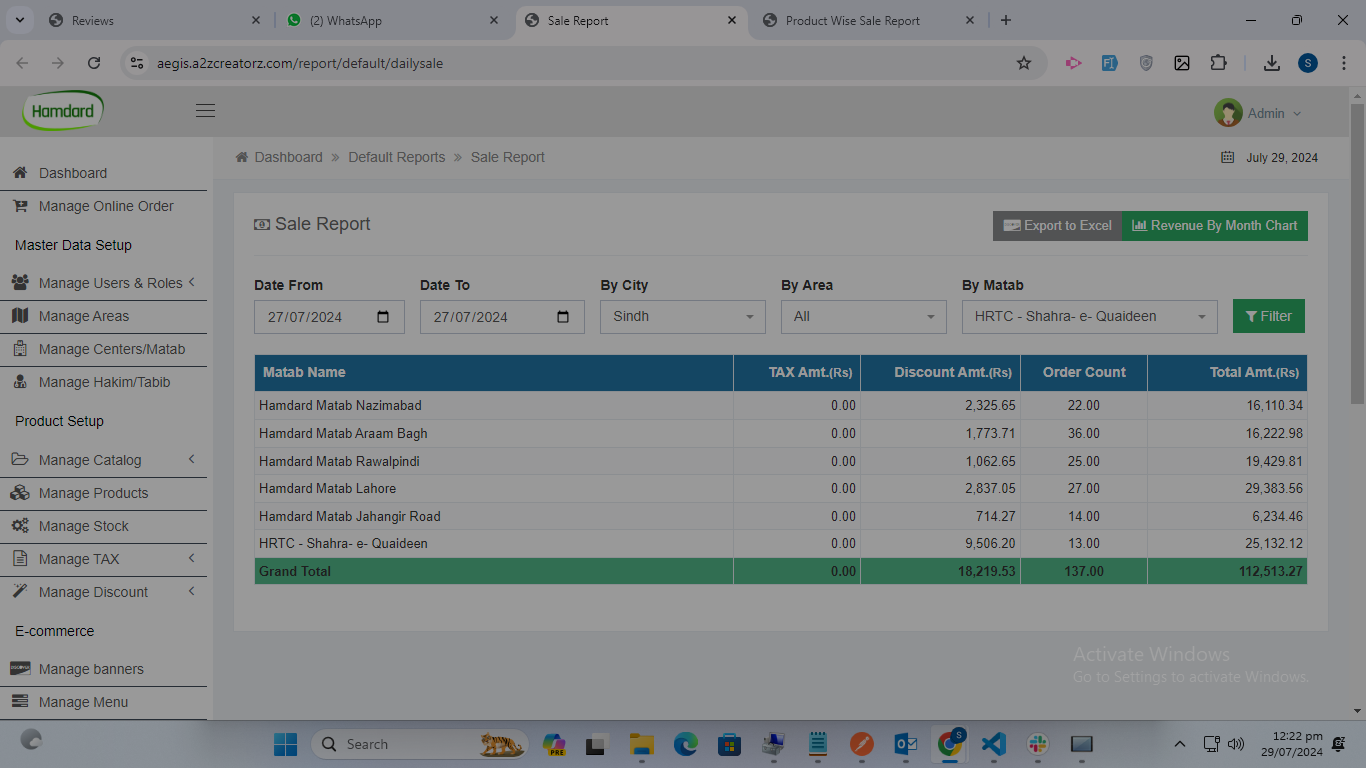 Reviews
(2) WhatsApp
Sale Report
Product Wise Sale Report
aegis.a2zcreatorz.com/report/default/dailysale
S
Hamdard
Admin
Dashboard
Manage Online Order
Master Data Setup
Manage Users & Roles
Manage Areas
Manage Centers/Matab
Manage Hakim/Tabib
Product Setup
Manage Catalog
Manage Products
Manage Stock
Manage TAX
Manage Discount
E-commerce
Manage banners
Manage Menu
Dashboard » Default Reports » Sale Report
July 29, 2024
Sale Report
Export to Excel
Revenue By Month Chart
Date From Date To By City By Area By Matab
27/07/2024 27/07/2024 Sindh All HRTC - Shahra- e- Quaideen Filter
Matab Name TAX Amt.(Rs) Discount Amt.(Rs) Order Count Total Amt.(Rs)
Hamdard Matab Nazimabad 0.00 2,325.65 22.00 16,110.34
Hamdard Matab Araam Bagh 0.00 1,773.71 36.00 16,222.98
Hamdard Matab Rawalpindi 0.00 1,062.65 25.00 19,429.81
Hamdard Matab Lahore 0.00 2,837.05 27.00 29,383.56
Hamdard Matab Jahangir Road 0.00 714.27 14.00 6,234.46
HRTC - Shahra- e- Quaideen 0.00 9,506.20 13.00 25,132.12
Grand Total 0.00 18,219.53 137.00 112,513.27
Activate Windows
Go to Settings to activate Windows.
Search
PRE
S
12:22 pm
29/07/2024